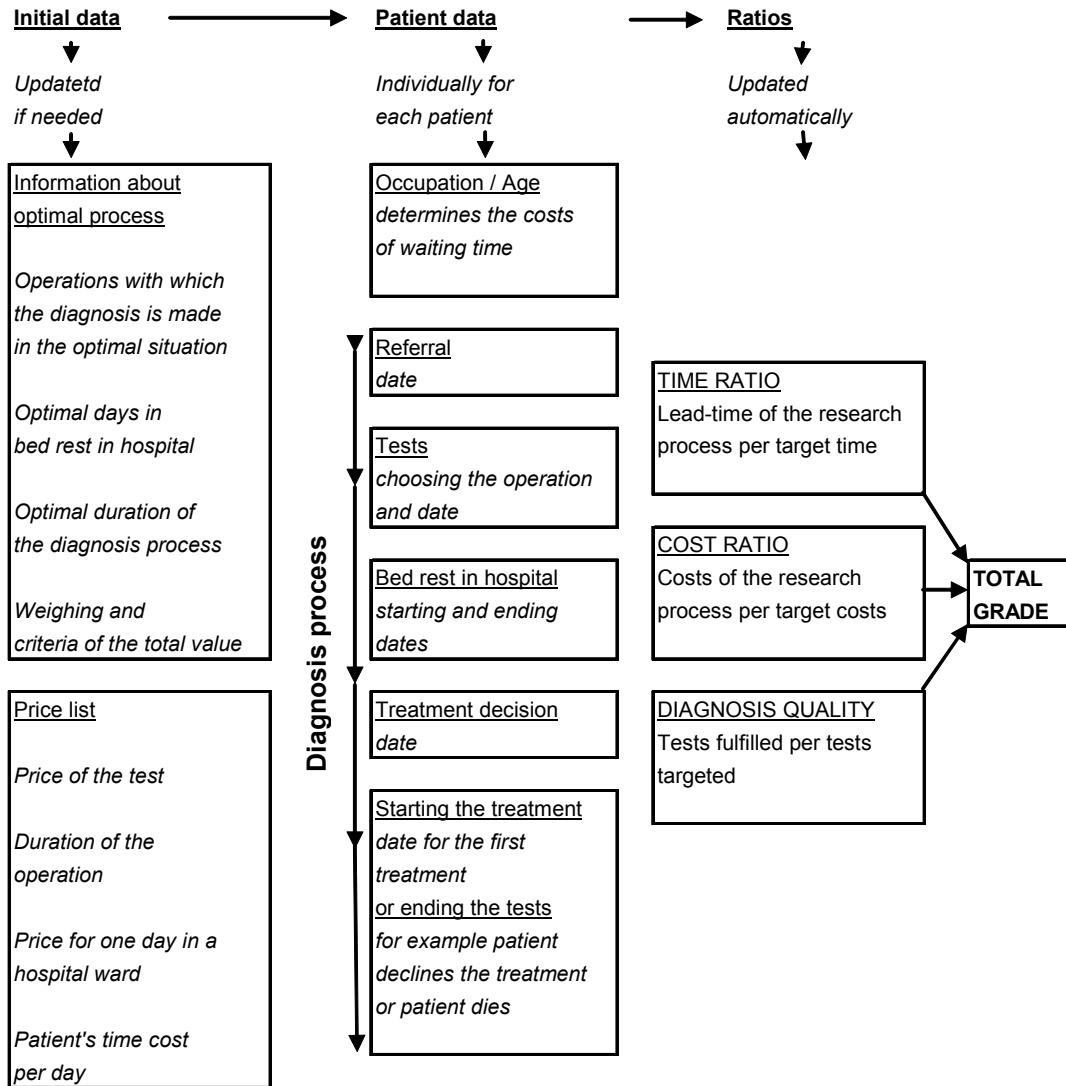 Initial data
Patient data
Ratios
Updatetd
if needed
Individually for
each patient
Updated
automatically
Information about
optimal process
Operations with which
the diagnosis is made
in the optimal situation
Optimal days in
bed rest in hospital
Optimal duration of
the diagnosis process
Weighing and
criteria of the total value
Price list
Price of the test
Duration of the
operation
Price for one day in a
hospital ward
Patient's time cost
per day
Diagnosis process
Occupation / Age
determines the costs
of waiting time
Referral
date
Tests
choosing the operation
and date
Bed rest in hospital
starting and ending
dates
Treatment decision
date
Starting the treatment
date for the first
treatment
or ending the tests
for example patient
declines the treatment
or patient dies
TIME RATIO
Lead-time of the research
process per target time
COST RATIO
Costs of the research
process per target costs
DIAGNOSIS QUALITY
Tests fulfilled per tests
targeted
TOTAL
GRADE